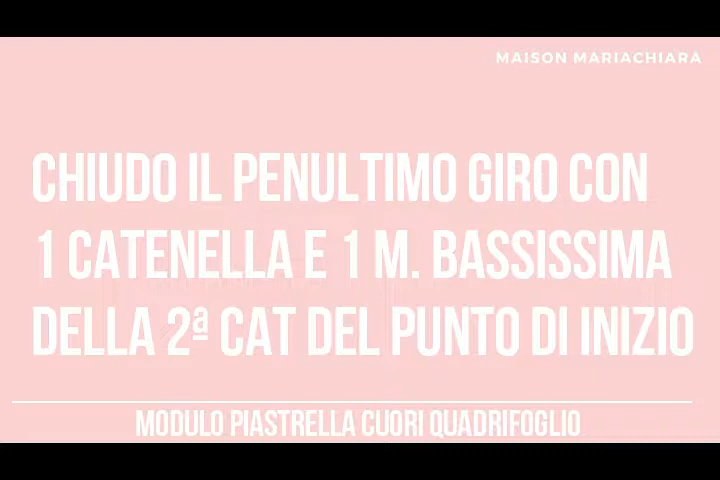 MAISON MARIACHIARA
CHIUDO IL PENULTIMO GIRO CON
1 CATENELLA E 1 M. BASSISSIMA
DELLA 2ª CAT DEL PUNTO DI INIZIO
MODULO PIASTRELLA CUORI QUADRIFOGLIO